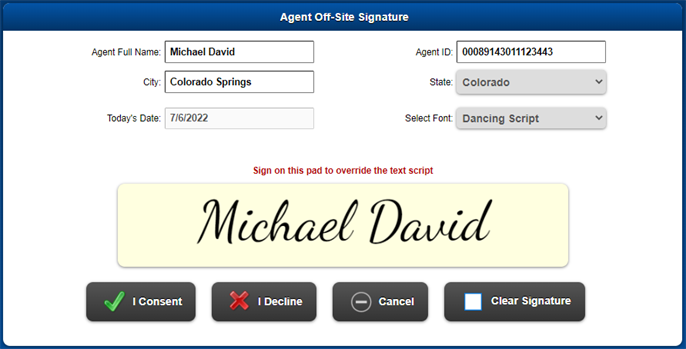 Agent Off-Site Signature
Agent Full Name: Michael David Agent ID: 00089143011123443
City: Colorado Springs State: Colorado
Today's Date: 7/6/2022 Select Font: Dancing Script
Sign on this pad to override the text script
Michael David
I Consent I Decline Cancel Clear Signature